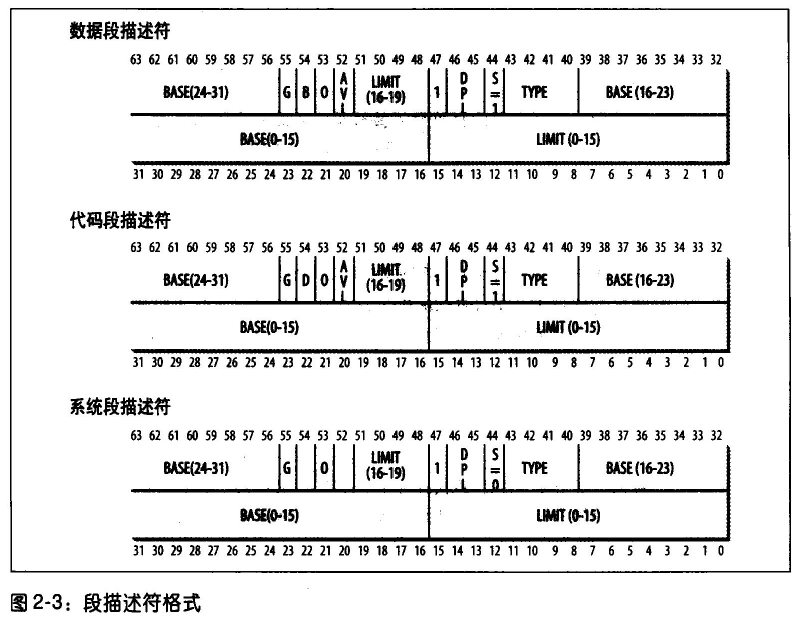 数据段描述符
63 62 61 60 59 58 57 56 55 54 53 52 51 50 49 48 47 46 45 44 43 42 41 40 39 38 37 36 35 34 33 32
BASE(24-31) G B 0 AVL LIMIT (16-19) 1 DPL S=1 TYPE BASE (16-23)
BASE(0-15) LIMIT (0-15)
31 30 29 28 27 26 25 24 23 22 21 20 19 18 17 16 15 14 13 12 11 10 9 8 7 6 5 4 3 2 1 0
代码段描述符
63 62 61 60 59 58 57 56 55 54 53 52 51 50 49 48 47 46 45 44 43 42 41 40 39 38 37 36 35 34 33 32
BASE(24-31) G D 0 AVL LIMIT (16-19) 1 DPL S=1 TYPE BASE (16-23)
BASE(0-15) LIMIT (0-15)
31 30 29 28 27 26 25 24 23 22 21 20 19 18 17 16 15 14 13 12 11 10 9 8 7 6 5 4 3 2 1 0
系统段描述符
63 62 61 60 59 58 57 56 55 54 53 52 51 50 49 48 47 46 45 44 43 42 41 40 39 38 37 36 35 34 33 32
BASE(24-31) G 0 LIMIT (16-19) 1 DPL S=0 TYPE BASE (16-23)
BASE(0-15) LIMIT (0-15)
31 30 29 28 27 26 25 24 23 22 21 20 19 18 17 16 15 14 13 12 11 10 9 8 7 6 5 4 3 2 1 0
图2-3：段描述符格式